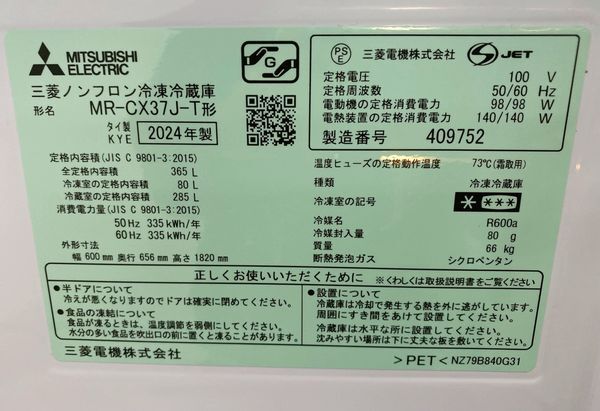 MITSUBISHI
ELECTRIC
G
三菱ノンフロン冷凍冷蔵庫
形名 MR-CX37J-T形
タイ製
KYE
2024年製
定格内容積(JIS C 9801-3:2015)
全定格内容積 365 L
冷凍室の定格内容積 80 L
冷蔵室の定格内容積 285 L
消費電力量(JIS C 9801-3:2015)
50 Hz 335 kWh/年
60 Hz 335 kWh/年
外形寸法
幅 600 mm 奥行 656 mm 高さ 1820 mm
PSE 三菱電機株式会社 JET
定格電圧 100 V
定格周波数 50/60 Hz
電動機の定格消費電力 98/98 W
電熱装置の定格消費電力 140/140 W
製造番号 409752
温度ヒューズの定格動作温度 73℃(霜取用)
種類 冷凍冷蔵庫
冷凍室の記号 * ***
冷媒名 R600a
冷媒封入量 80 g
質量 66 kg
断熱発泡ガス シクロペンタン
正しくお使いいただくために ※くわしくは取扱説明書をご覧ください
●半ドアについて
冷えが悪くなりますのでドアは確実に閉めてください。
●食品の凍結について
食品が凍るときは、温度調節を弱側にしてください。
水分の多い食品を吹出口の前に置くと凍ることがあります。
●設置について
冷蔵庫は冷却で発生する熱を外に逃がしています。
周囲にすき間をあけて設置してください。
冷蔵庫は水平な所に設置してください。
沈みやすい場所は下に丈夫な板を敷いてください。
三菱電機株式会社
>PET< NZ79B840G31